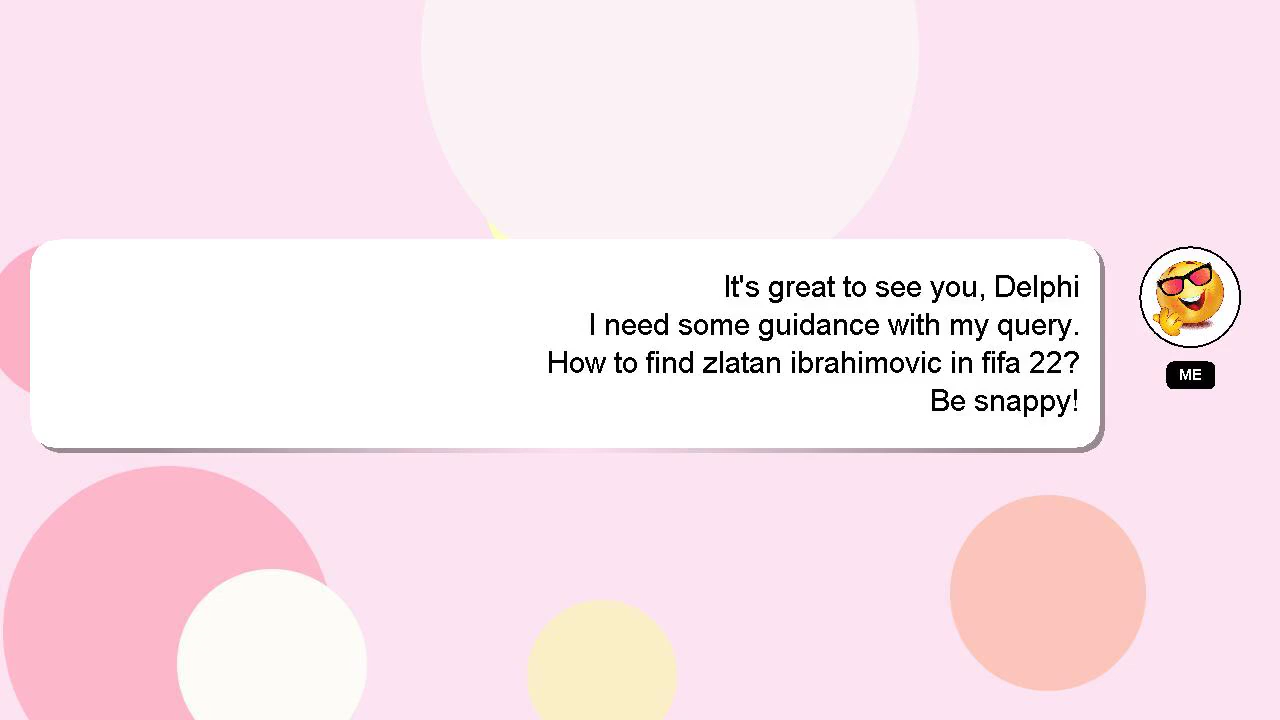 It's great to see you, Delphi
I need some guidance with my query.
How to find zlatan ibrahimovic in fifa 22?
Be snappy!
ME